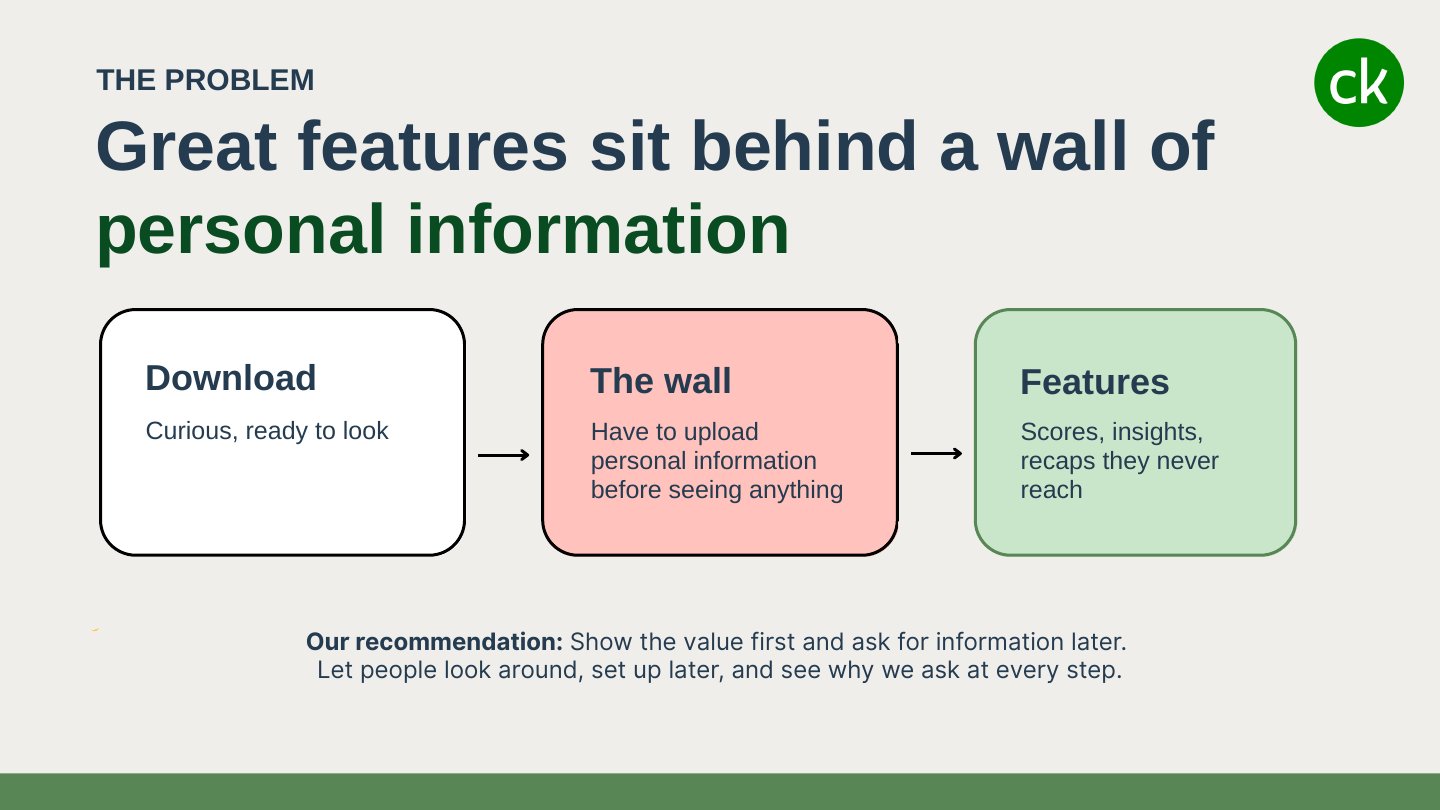 THE PROBLEM
ck
Great features sit behind a wall of
personal information
Download
Curious, ready to look
The wall
Have to upload
personal information
before seeing anything
Features
Scores, insights,
recaps they never
reach
Our recommendation: Show the value first and ask for information later.
Let people look around, set up later, and see why we ask at every step.